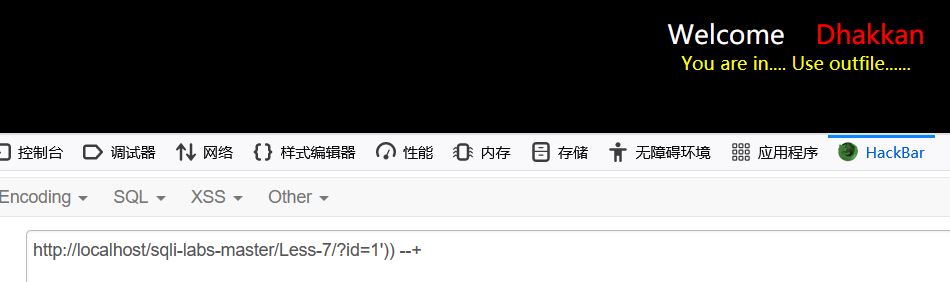 Welcome Dhakkan
You are in.... Use outfile......
控制台 调试器 网络 {} 样式编辑器 性能 内存 存储 无障碍环境 应用程序 HackBar
Encoding SQL XSS Other
http://localhost/sqli-labs-master/Less-7/?id=1')) --+